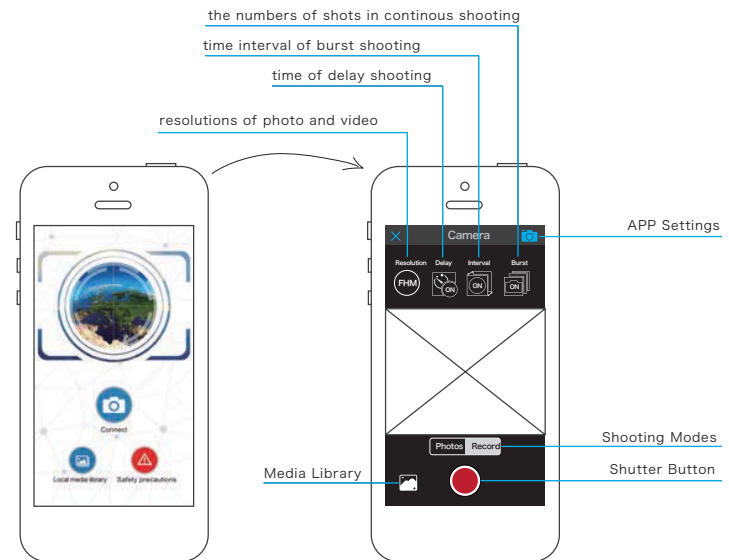 the numbers of shots in continous shooting
time interval of burst shooting
time of delay shooting
resolutions of photo and video
APP Settings
Camera
Resolution Delay Interval Burst
FHM
ON
ON
ON
Connect
Photos Record
Shooting Modes
Media Library
Shutter Button
Local media library Safety precautions